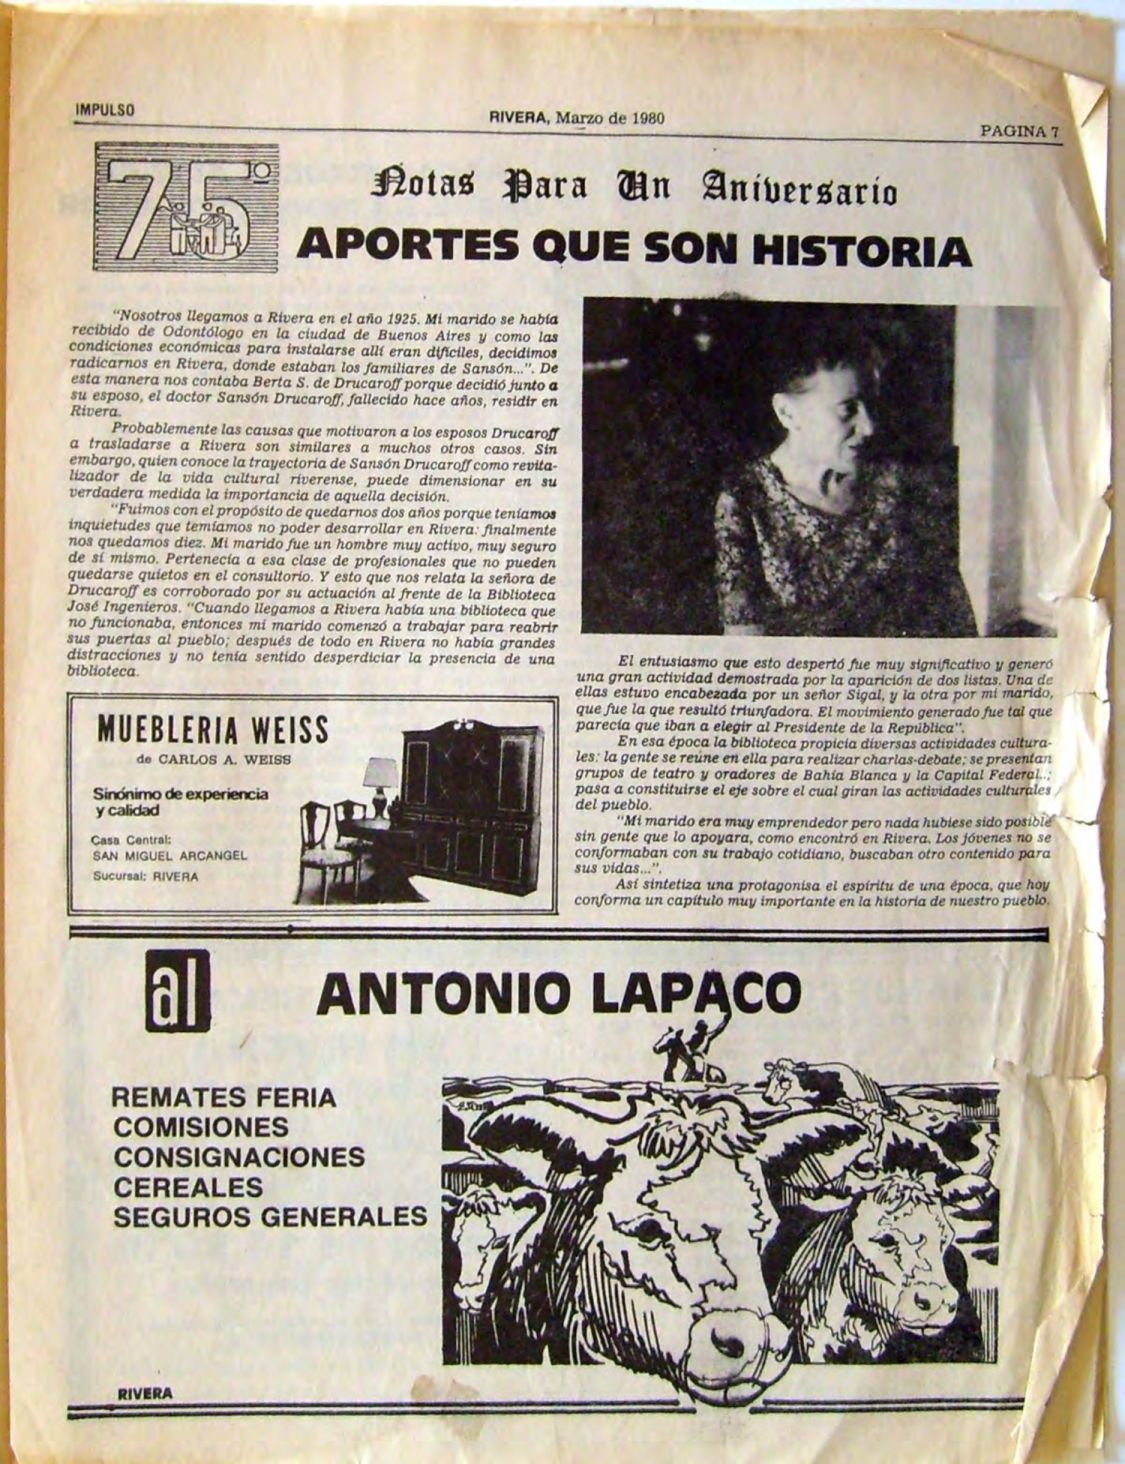 IMPULSO
RIVERA, Marzo de 1980
PAGINA 7
75º
Notas Para Un Aniversario
APORTES QUE SON HISTORIA
"Nosotros llegamos a Rivera en el año 1925. Mi marido se había
recibido de Odontólogo en la ciudad de Buenos Aires y como las
condiciones económicas para instalarse allí eran difíciles, decidimos
radicarnos en Rivera, donde estaban los familiares de Sansón...". De
esta manera nos contaba Berta S. de Drucaroff porque decidió junto a
su esposo, el doctor Sansón Drucaroff, fallecido hace años, residir en
Rivera.
Probablemente las causas que motivaron a los esposos Drucaroff
a trasladarse a Rivera son similares a muchos otros casos. Sin
embargo, quien conoce la trayectoria de Sansón Drucaroff como revita-
lizador de la vida cultural riverense, puede dimensionar en su
verdadera medida la importancia de aquella decisión.
"Fuimos con el propósito de quedarnos dos años porque teníamos
inquietudes que temíamos no poder desarrollar en Rivera: finalmente
nos quedamos diez. Mi marido fue un hombre muy activo, muy seguro
de sí mismo. Pertenecía a esa clase de profesionales que no pueden
quedarse quietos en el consultorio. Y esto que nos relata la señora de
Drucaroff es corroborado por su actuación al frente de la Biblioteca
José Ingenieros. "Cuando llegamos a Rivera había una biblioteca que
no funcionaba, entonces mi marido comenzó a trabajar para reabrir
sus puertas al pueblo; después de todo en Rivera no había grandes
distracciones y no tenía sentido desperdiciar la presencia de una
biblioteca.
El entusiasmo que esto despertó fue muy significativo y generó
una gran actividad demostrada por la aparición de dos listas. Una de
ellas estuvo encabezada por un señor Sigal, y la otra por mi marido,
que fue la que resultó triunfadora. El movimiento generado fue tal que
parecía que iban a elegir al Presidente de la República".
En esa época la biblioteca propicia diversas actividades cultura-
les: la gente se reúne en ella para realizar charlas-debate; se presentan
grupos de teatro y oradores de Bahía Blanca y la Capital Federal..;
pasa a constituirse el eje sobre el cual giran las actividades culturales
del pueblo.
"Mi marido era muy emprendedor pero nada hubiese sido posible
sin gente que lo apoyara, como encontró en Rivera. Los jóvenes no se
conformaban con su trabajo cotidiano, buscaban otro contenido para
sus vidas...".
Así sintetiza una protagonisa el espíritu de una época, que hoy
conforma un capítulo muy importante en la historia de nuestro pueblo.
MUEBLERIA WEISS
de CARLOS A. WEISS
Sinónimo de experiencia
y calidad
Casa Central:
SAN MIGUEL ARCANGEL
Sucursal: RIVERA
al
ANTONIO LAPACO
REMATES FERIA
COMISIONES
CONSIGNACIONES
CEREALES
SEGUROS GENERALES
RIVERA